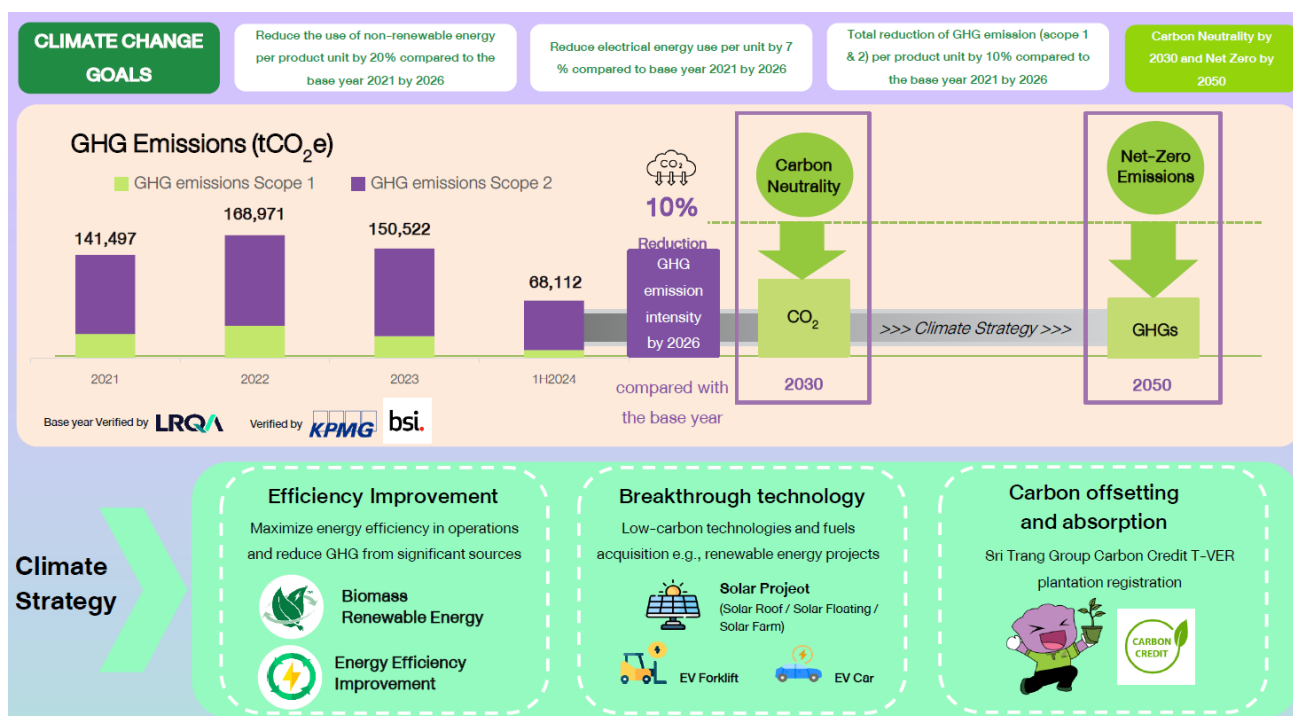 CLIMATE CHANGE
GOALS
Reduce the use of non-renewable energy
per product unit by 20% compared to the
base year 2021 by 2026
Reduce electrical energy use per unit by 7
% compared to base year 2021 by 2026
Total reduction of GHG emission (scope 1
& 2) per product unit by 10% compared to
the base year 2021 by 2026
Carbon Neutrality by
2030 and Net Zero by
2050
GHG Emissions (tCO₂e)
GHG emissions Scope 1
GHG emissions Scope 2
141,497
168,971
150,522
68,112
2021
2022
2023
1H2024
CO₂
10%
Reduction
GHG
emission
intensity
by 2026
compared with
the base year
Carbon
Neutrality
CO₂
2030
>>> Climate Strategy >>>
Net-Zero
Emissions
GHGs
2050
Base year Verified by LRQA
Verified by KPMG bsi.
Climate
Strategy
Efficiency Improvement
Maximize energy efficiency in operations
and reduce GHG from significant sources
Biomass
Renewable Energy
Energy Efficiency
Improvement
Breakthrough technology
Low-carbon technologies and fuels
acquisition e.g., renewable energy projects
Solar Project
(Solar Roof / Solar Floating /
Solar Farm)
EV Forklift
EV Car
Carbon offsetting
and absorption
Sri Trang Group Carbon Credit T-VER
plantation registration
CARBON
CREDIT